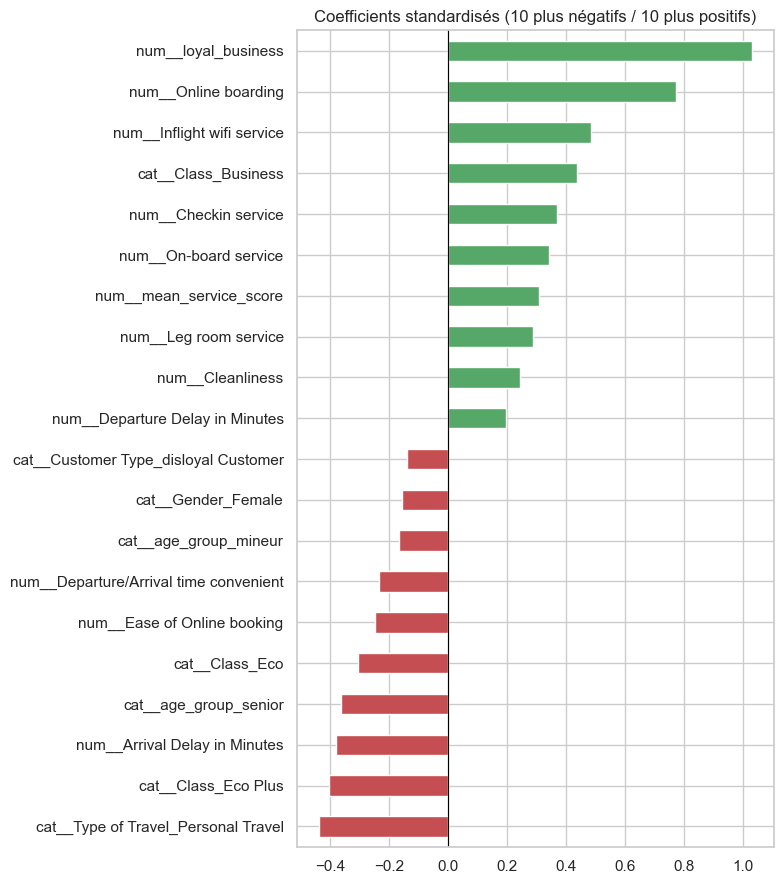 Coefficients standardisés (10 plus négatifs / 10 plus positifs)
num__loyal_business
num__Online boarding
num__Inflight wifi service
cat__Class_Business
num__Checkin service
num__On-board service
num__mean_service_score
num__Leg room service
num__Cleanliness
num__Departure Delay in Minutes
cat__Customer Type_disloyal Customer
cat__Gender_Female
cat__age_group_mineur
num__Departure/Arrival time convenient
num__Ease of Online booking
cat__Class_Eco
cat__age_group_senior
num__Arrival Delay in Minutes
cat__Class_Eco Plus
cat__Type of Travel_Personal Travel
−0.4 −0.2 0.0 0.2 0.4 0.6 0.8 1.0